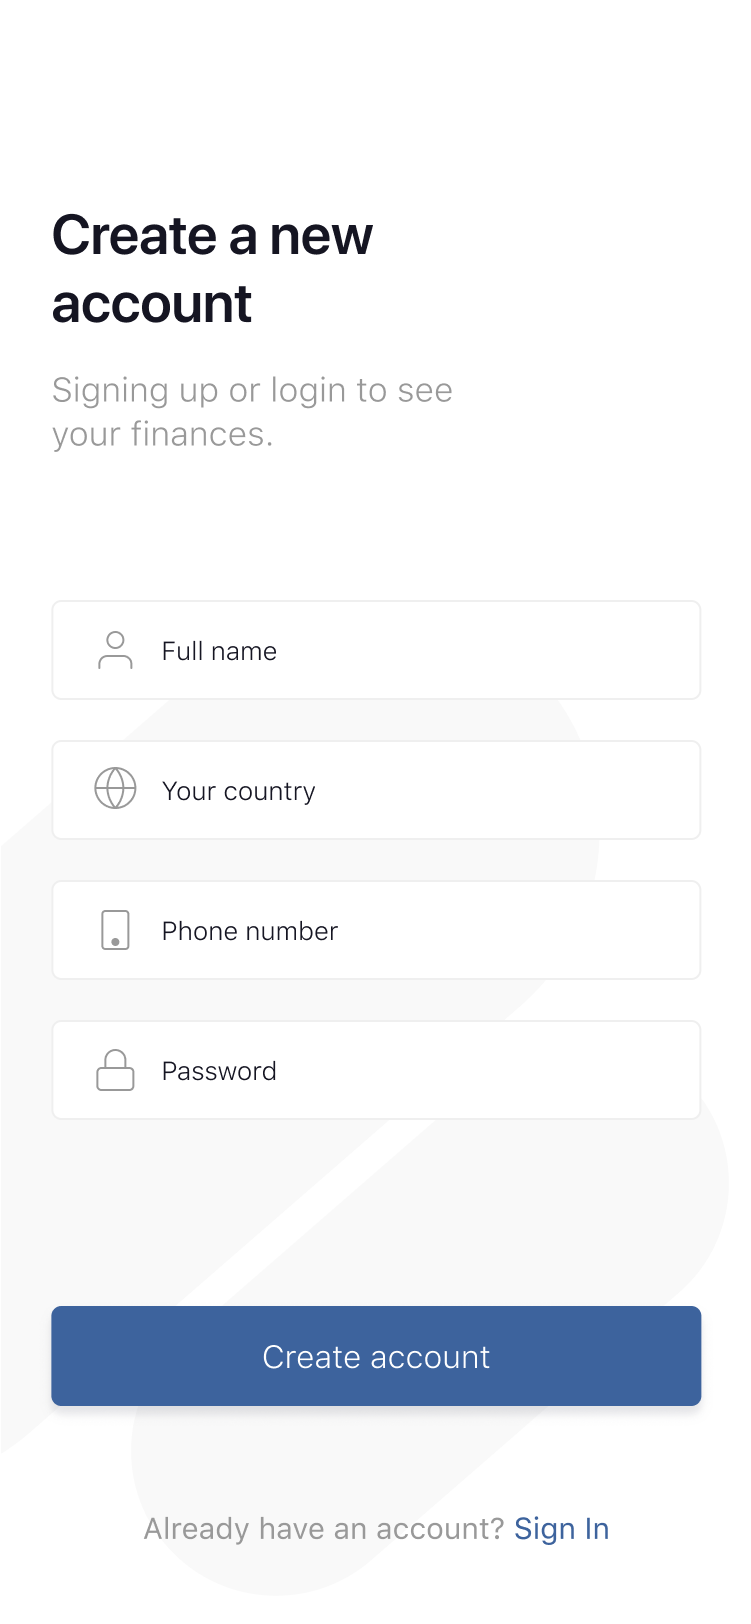 Create a new
account
Signing up or login to see
your finances.
Full name
Your country
Phone number
Password
Create account
Already have an account? Sign In